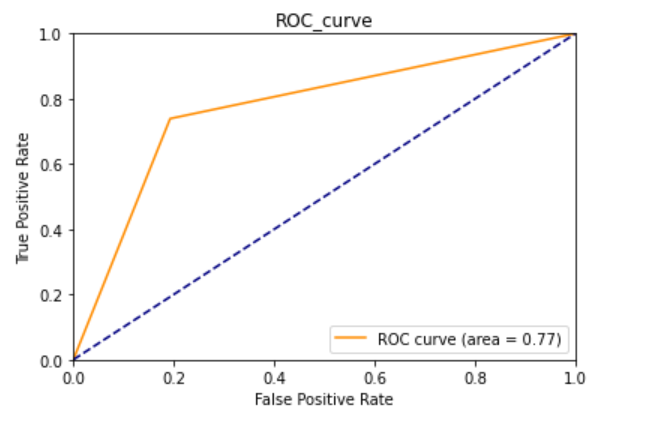 ROC_curve
1.0
0.8
0.6
0.4
0.2
0.0
True Positive Rate
ROC curve (area = 0.77)
0.0 0.2 0.4 0.6 0.8 1.0
False Positive Rate